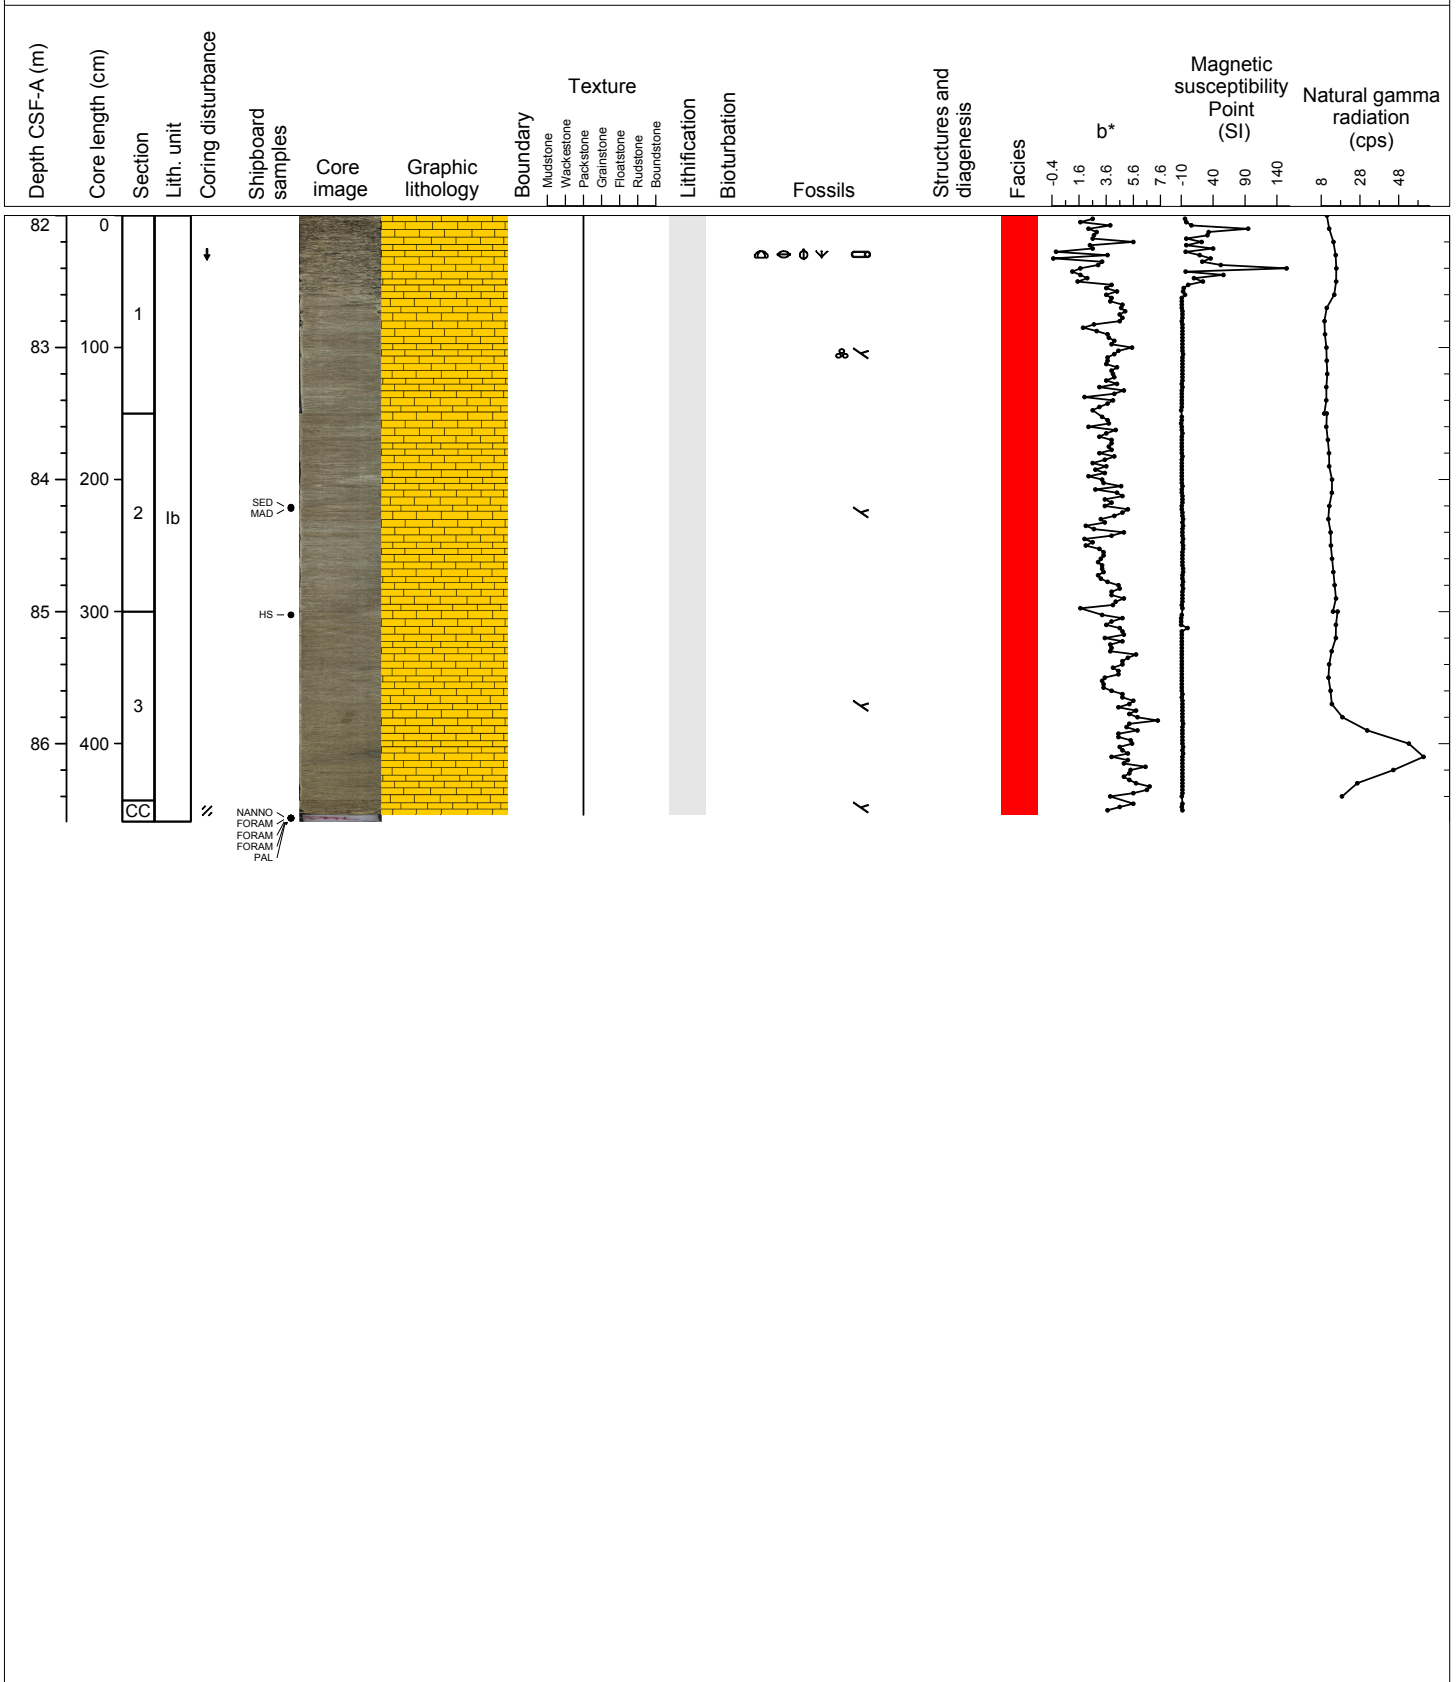 Depth CSF-A (m)
Core length (cm)
Section
Lith. unit
Coring disturbance
Shipboard
samples
Core
image
Graphic
lithology
Boundary
Texture
Mudstone
Wackestone
Packstone
Grainstone
Floatstone
Rudstone
Boundstone
Lithification
Bioturbation
Fossils
Structures and
diagenesis
Facies
b*
-0.4 1.6 3.6 5.6 7.6
Magnetic
susceptibility
Point
(SI)
-10 40 90 140
Natural gamma
radiation
(cps)
8 28 48
82 0
1
83 100
84 200
SED
MAD
2
Ib
85 300
HS
3
86 400
CC
NANNO
FORAM
FORAM
FORAM
PAL